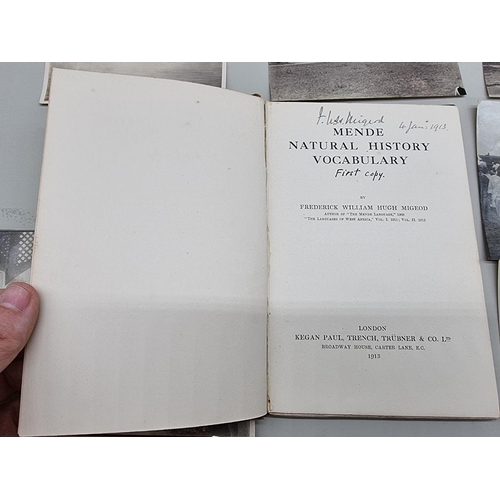 F. W. H. Migeod 4 Jan: 1913
MENDE
NATURAL HISTORY
VOCABULARY
First copy.
BY
FREDERICK WILLIAM HUGH MIGEOD
AUTHOR OF "THE MENDE LANGUAGE," 1908
"THE LANGUAGES OF WEST AFRICA," VOL. I. 1911; VOL. II. 1913
LONDON
KEGAN PAUL, TRENCH, TRÜBNER & CO. LTD
BROADWAY HOUSE, CARTER LANE, E.C.
1913